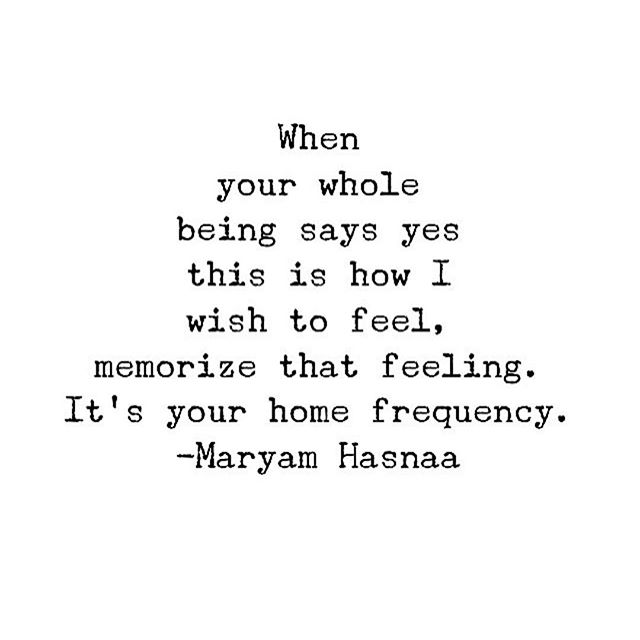 When
your whole
being says yes
this is how I
wish to feel,
memorize that feeling.
It's your home frequency.
-Maryam Hasnaa